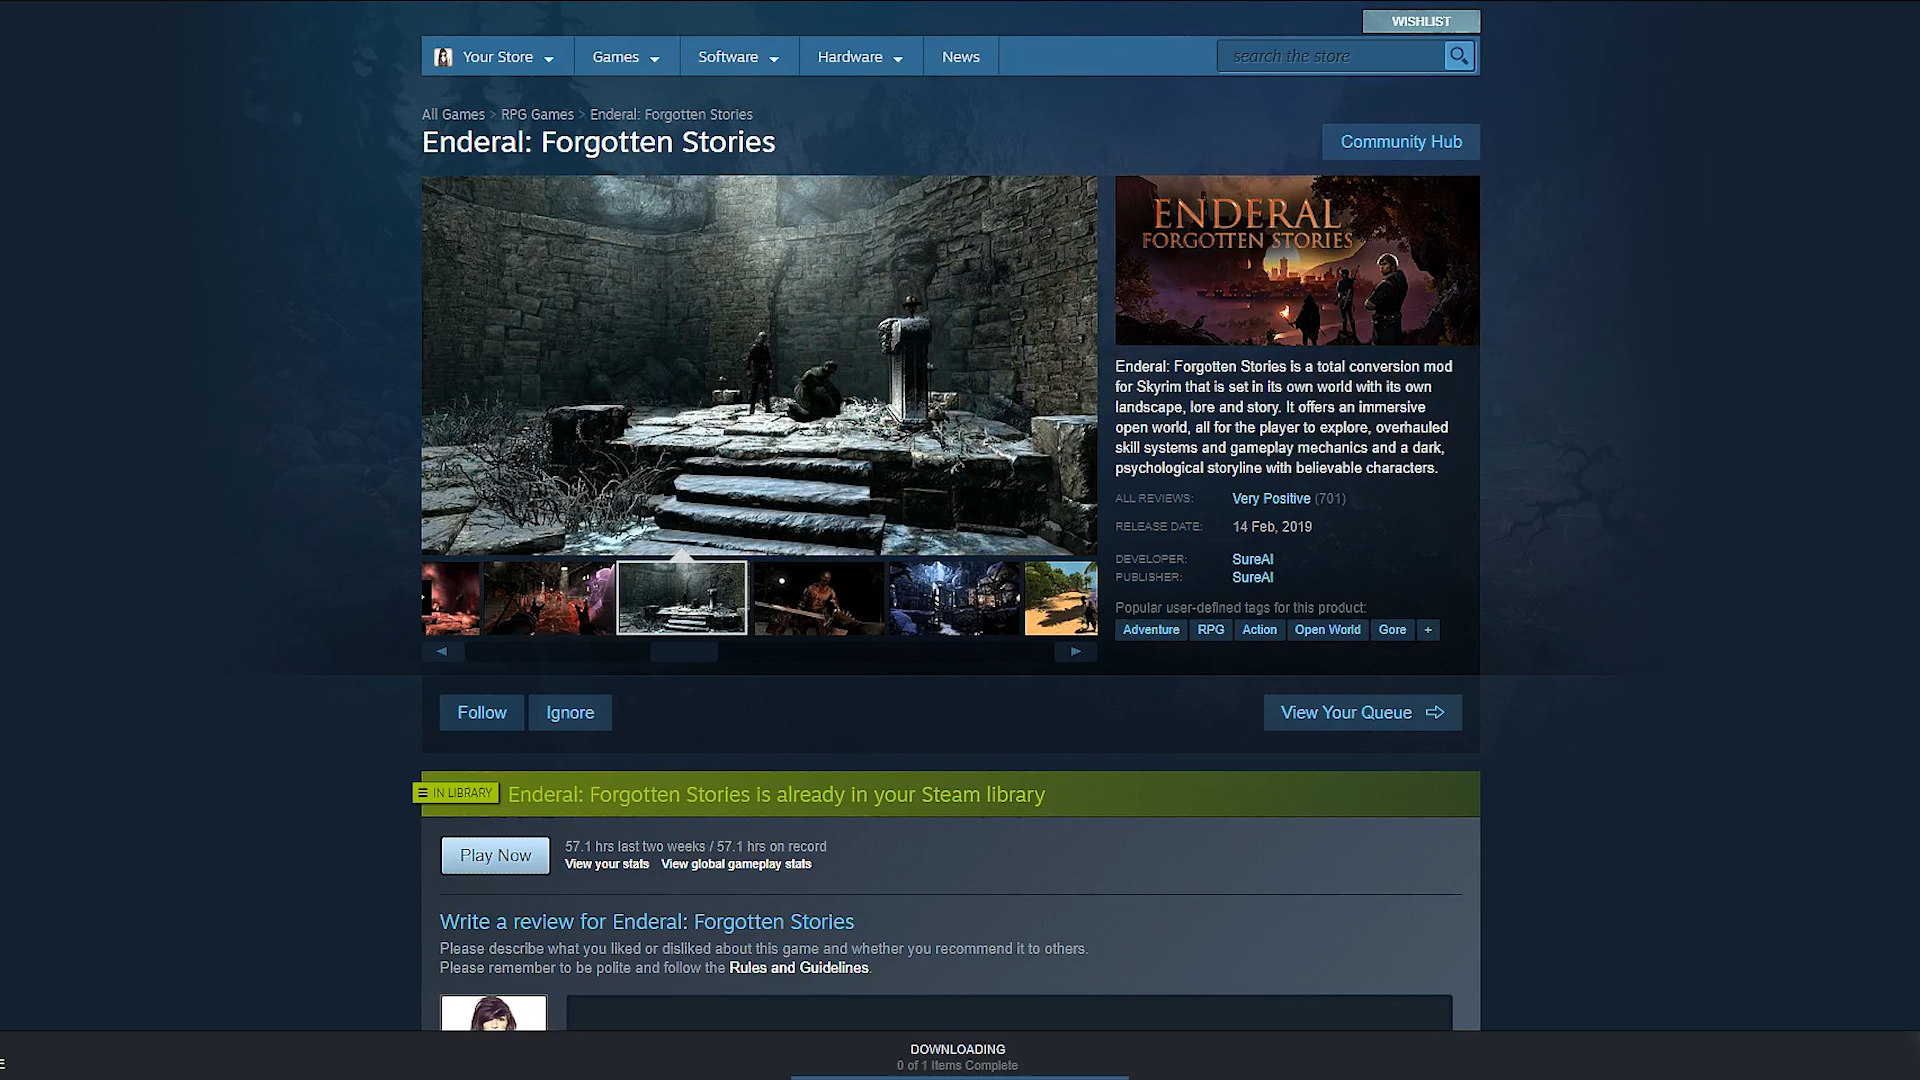 WISHLIST
Your Store
Games
Software
Hardware
News
search the store
All Games > RPG Games > Enderal: Forgotten Stories
Enderal: Forgotten Stories
Community Hub
ENDERAL
FORGOTTEN STORIES
Enderal: Forgotten Stories is a total conversion mod
for Skyrim that is set in its own world with its own
landscape, lore and story. It offers an immersive
open world, all for the player to explore, overhauled
skill systems and gameplay mechanics and a dark,
psychological storyline with believable characters.
ALL REVIEWS: Very Positive (701)
RELEASE DATE: 14 Feb, 2019
DEVELOPER: SureAI
PUBLISHER: SureAI
Popular user-defined tags for this product:
Adventure RPG Action Open World Gore +
Follow
Ignore
View Your Queue
IN LIBRARY
Enderal: Forgotten Stories is already in your Steam library
Play Now
57.1 hrs last two weeks / 57.1 hrs on record
View your stats View global gameplay stats
Write a review for Enderal: Forgotten Stories
Please describe what you liked or disliked about this game and whether you recommend it to others.
Please remember to be polite and follow the Rules and Guidelines.
DOWNLOADING
0 of 1 Items Complete